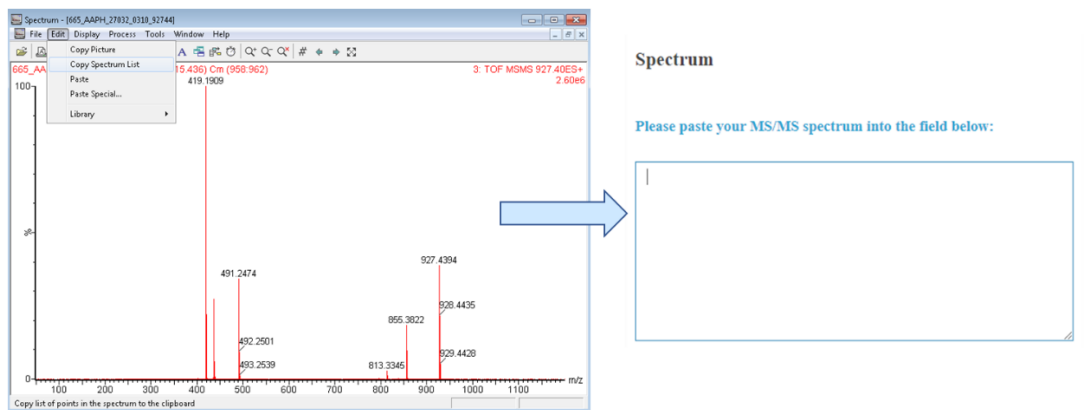 Spectrum - [665_AAPH_27032_0310_92744]
File Edit Display Process Tools Window Help
Copy Picture
Copy Spectrum List
Paste
Paste Special...
Library
665_AA
15.436) Cm (958:962)
3: TOF MSMS 927.40ES+
2.60e6
100
419.1909
%
491.2474
492.2501
493.2539
813.3345
855.3822
927.4394
928.4435
929.4428
0
100 200 300 400 500 600 700 800 900 1000 1100
m/z
Copy list of points in the spectrum to the clipboard
Spectrum
Please paste your MS/MS spectrum into the field below: